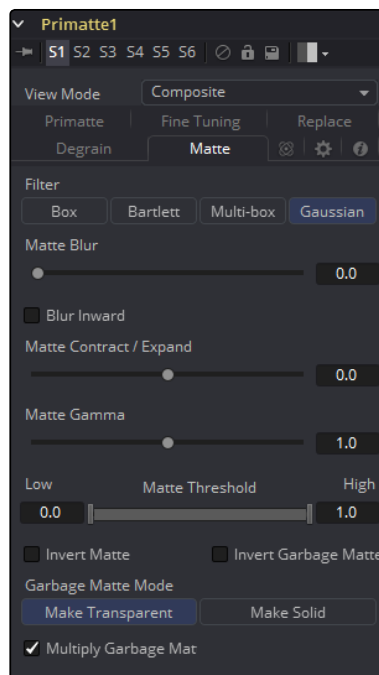 Primatte1
S1 S2 S3 S4 S5 S6
View Mode Composite
Primatte Fine Tuning Replace
Degrain Matte
Filter
Box Bartlett Multi-box Gaussian
Matte Blur
0.0
Blur Inward
Matte Contract / Expand
0.0
Matte Gamma
1.0
Low Matte Threshold High
0.0 1.0
Invert Matte Invert Garbage Matte
Garbage Matte Mode
Make Transparent Make Solid
Multiply Garbage Mat